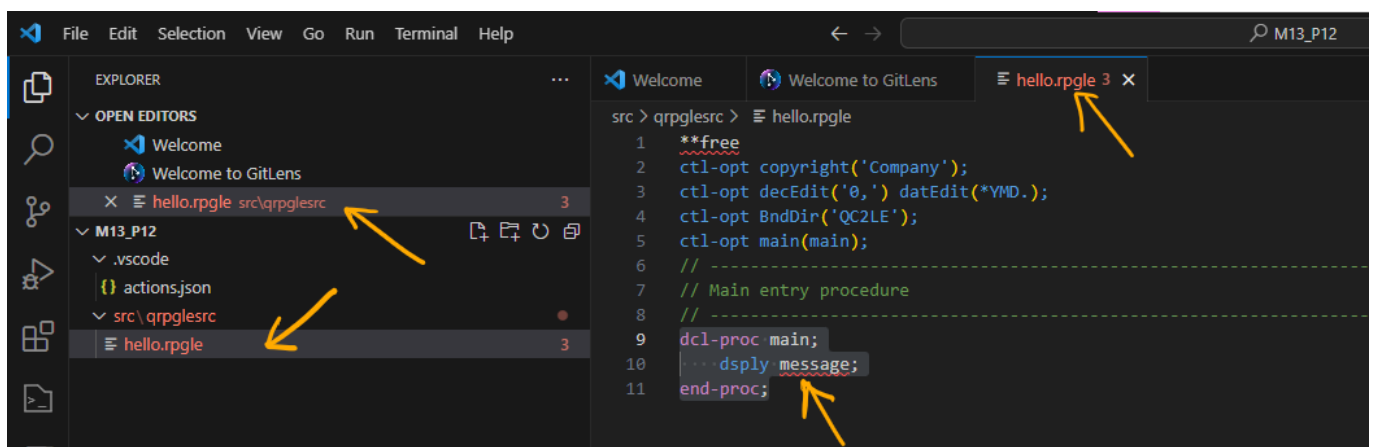 File Edit Selection View Go Run Terminal Help
M13_P12
EXPLORER
OPEN EDITORS
Welcome
Welcome to GitLens
hello.rpgle src\qrpglesrc 3
M13_P12
.vscode
{} actions.json
src\qrpglesrc
hello.rpgle 3
Welcome
Welcome to GitLens
hello.rpgle 3
src > qrpglesrc > hello.rpgle
1 **free
2 ctl-opt copyright('Company');
3 ctl-opt decEdit('0,') datEdit(*YMD.);
4 ctl-opt BndDir('QC2LE');
5 ctl-opt main(main);
6 // ------------------------------------------------------------------
7 // Main entry procedure
8 // ------------------------------------------------------------------
9 dcl-proc main;
10 dsply message;
11 end-proc;